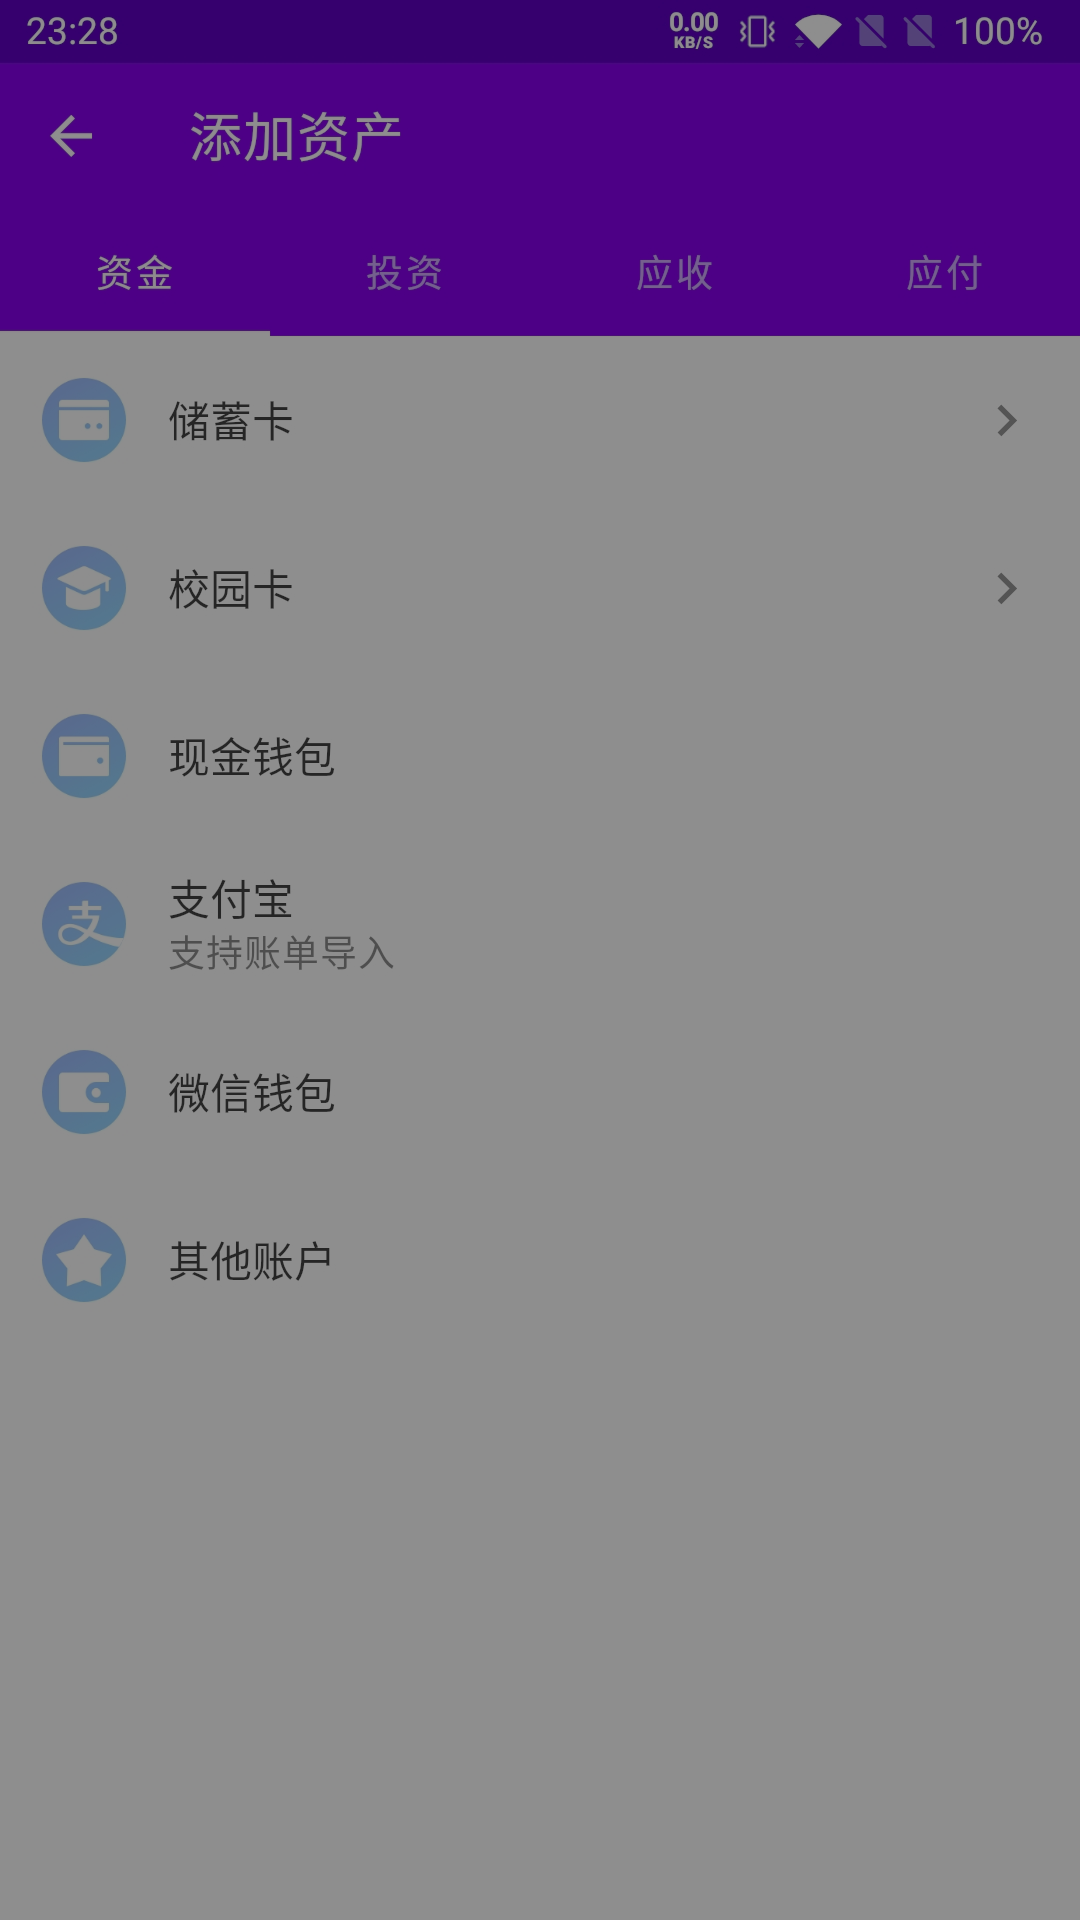 23:28
0.00
KB/S
100%
添加资产
资金
投资
应收
应付
储蓄卡
校园卡
现金钱包
支付宝
支持账单导入
微信钱包
其他账户